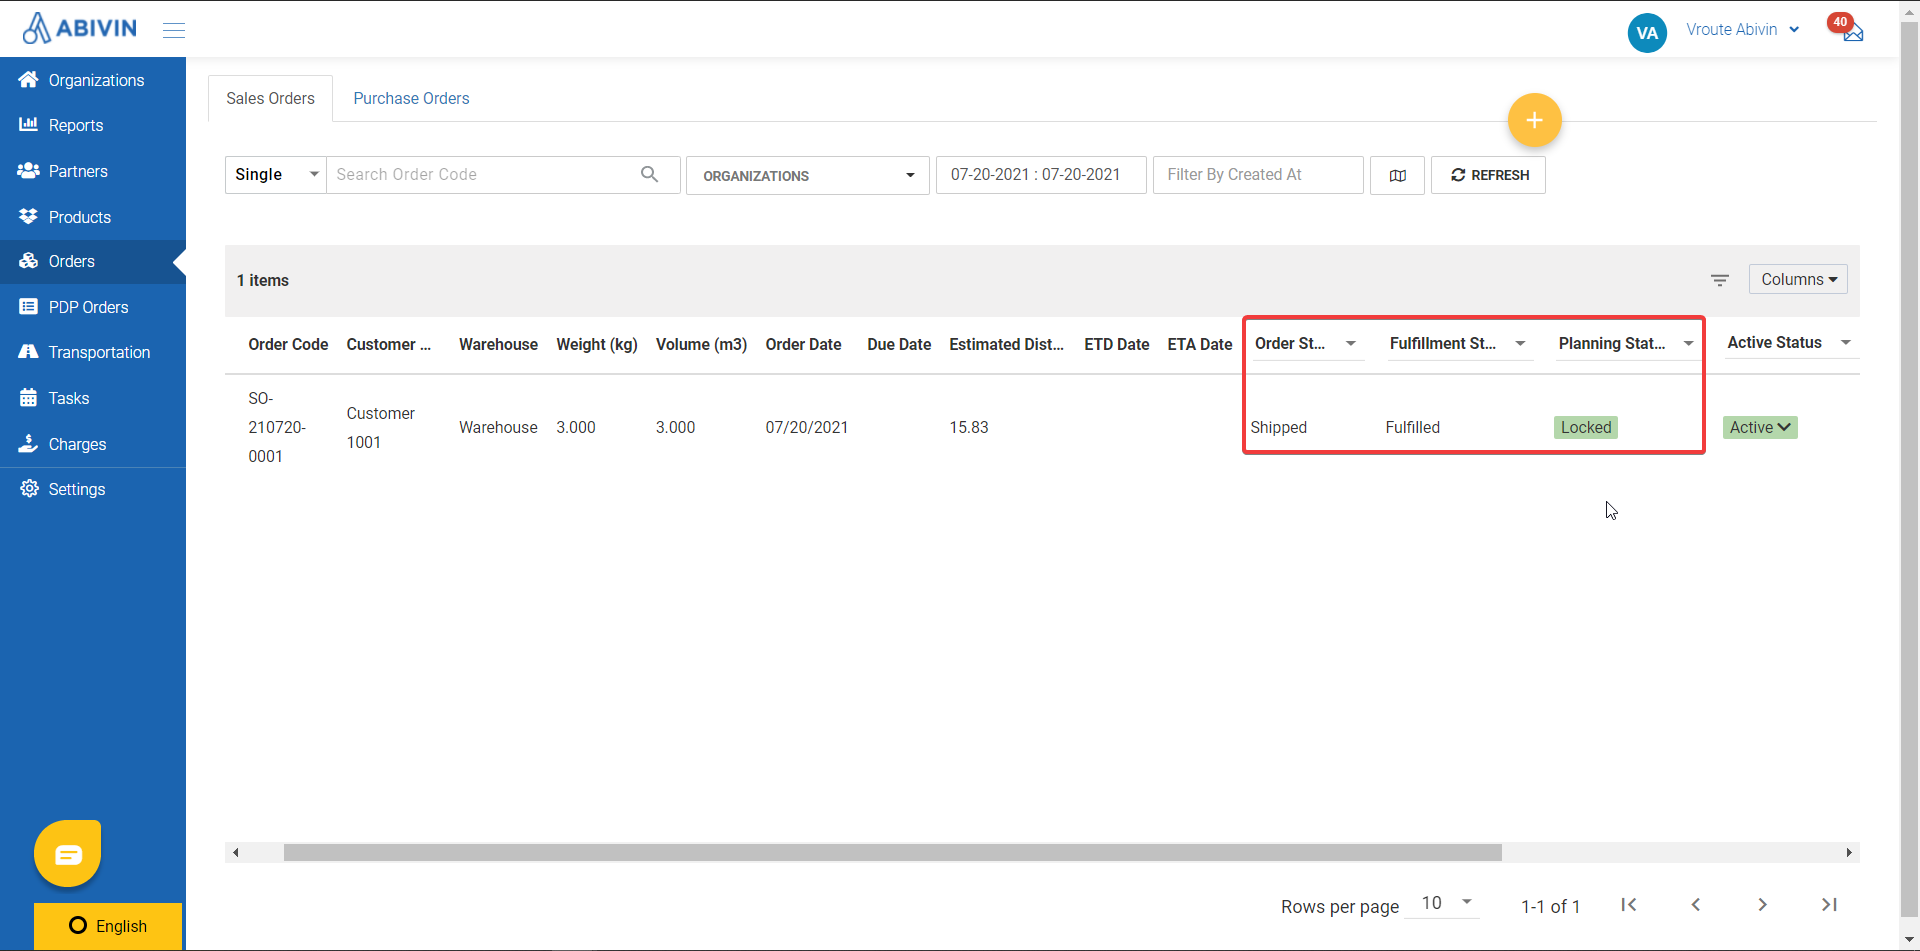 ABIVIN
VA
Vroute Abivin
40
Organizations
Reports
Partners
Products
Orders
PDP Orders
Transportation
Tasks
Charges
Settings
English
Sales Orders
Purchase Orders
+
Single
Search Order Code
ORGANIZATIONS
07-20-2021 : 07-20-2021
Filter By Created At
REFRESH
1 items
Columns
Order Code Customer ... Warehouse Weight (kg) Volume (m3) Order Date Due Date Estimated Dist... ETD Date ETA Date Order St... Fulfillment St... Planning Stat... Active Status
SO-
210720-
0001
Customer
1001
Warehouse 3.000 3.000 07/20/2021 15.83 Shipped Fulfilled Locked Active
Rows per page 10 1-1 of 1